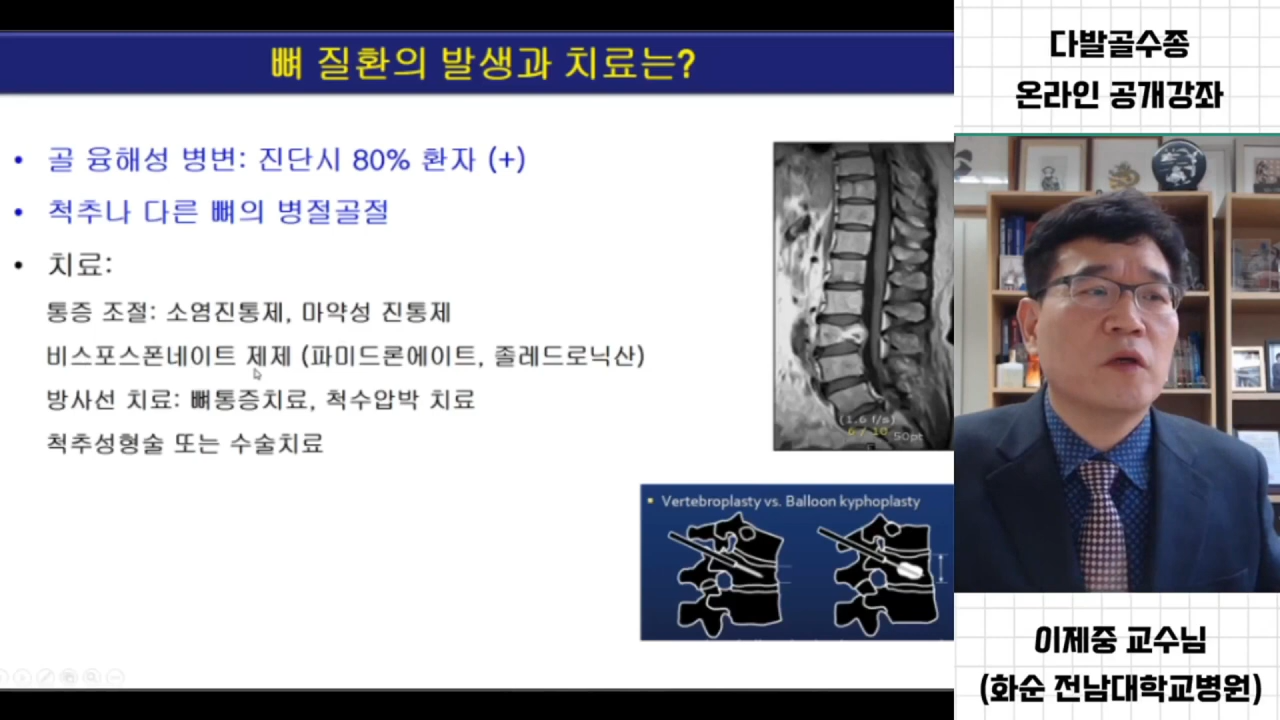 뼈 질환의 발생과 치료는?
• 골 융해성 병변: 진단시 80% 환자 (+)
• 척추나 다른 뼈의 병절골절
• 치료:
통증 조절: 소염진통제, 마약성 진통제
비스포스폰네이트 제제 (파미드론에이트, 졸레드로닉산)
방사선 치료: 뼈통증치료, 척수압박 치료
척추성형술 또는 수술치료
(1.6 f/s)
6 / 10
50pt
Vertebroplasty vs. Balloon kyphoplasty
다발골수종
온라인 공개강좌
이제중 교수님
(화순 전남대학교병원)